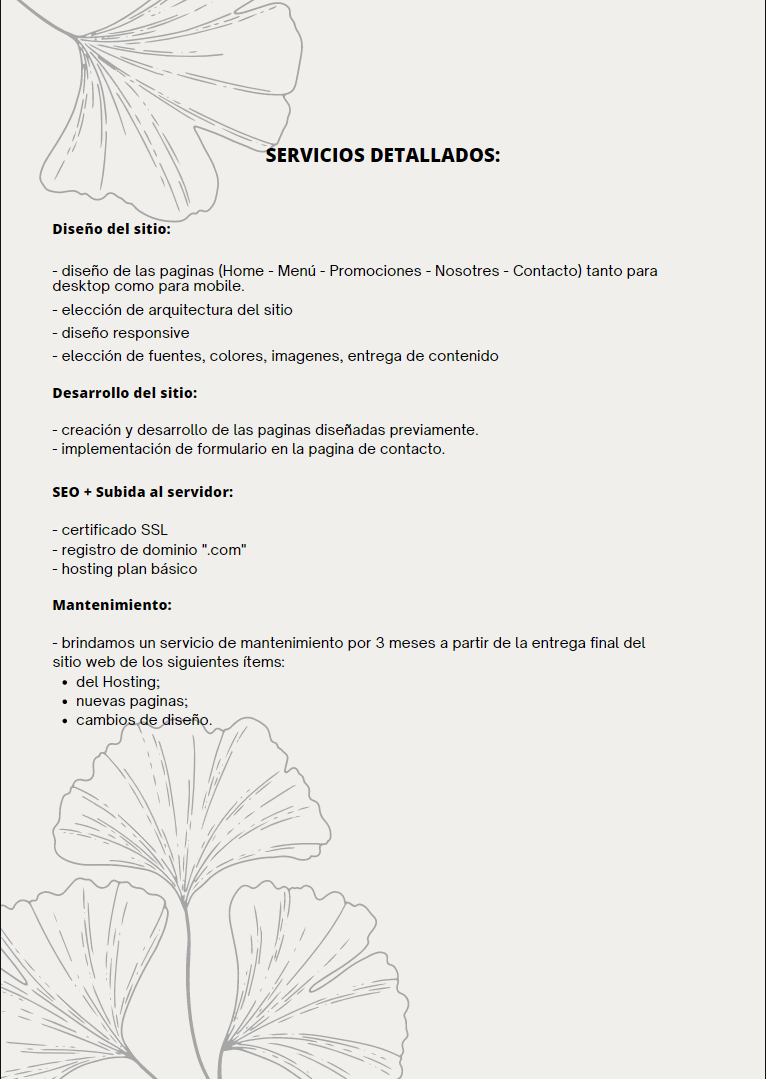 SERVICIOS DETALLADOS:
Diseño del sitio:
- diseño de las paginas (Home - Menú - Promociones - Nosotres - Contacto) tanto para
desktop como para mobile.
- elección de arquitectura del sitio
- diseño responsive
- elección de fuentes, colores, imagenes, entrega de contenido
Desarrollo del sitio:
- creación y desarrollo de las paginas diseñadas previamente.
- implementación de formulario en la pagina de contacto.
SEO + Subida al servidor:
- certificado SSL
- registro de dominio ".com"
- hosting plan básico
Mantenimiento:
- brindamos un servicio de mantenimiento por 3 meses a partir de la entrega final del
sitio web de los siguientes ítems:
• del Hosting;
• nuevas paginas;
• cambios de diseño.